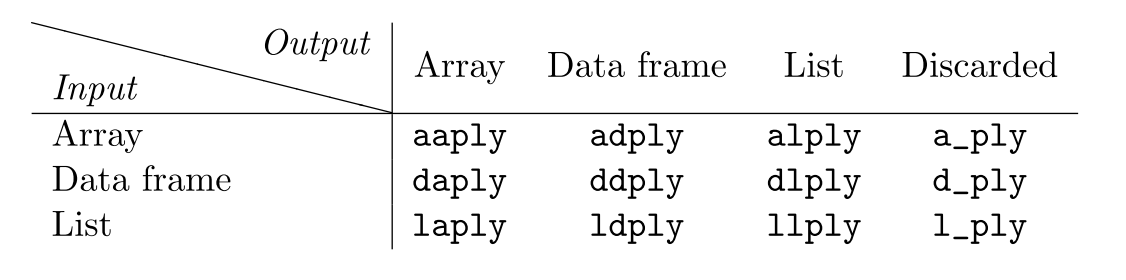 Output
Input
Array Data frame List Discarded
Array aaply adply alply a_ply
Data frame daply ddply dlply d_ply
List laply ldply llply l_ply